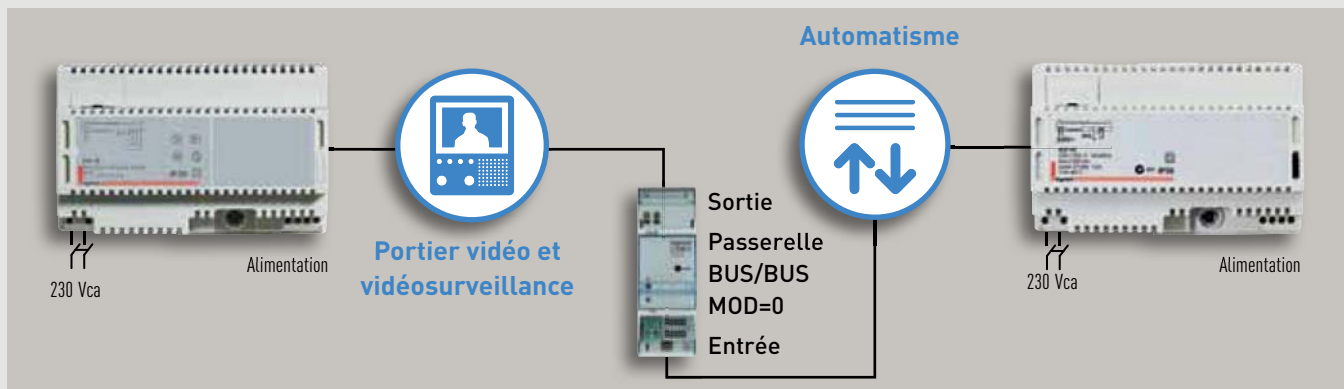 Automatisme
Sortie
Passerelle
BUS/BUS
MOD=0
Entrée
Portier vidéo et
vidéosurveillance
Alimentation
230 Vca
Alimentation
230 Vca